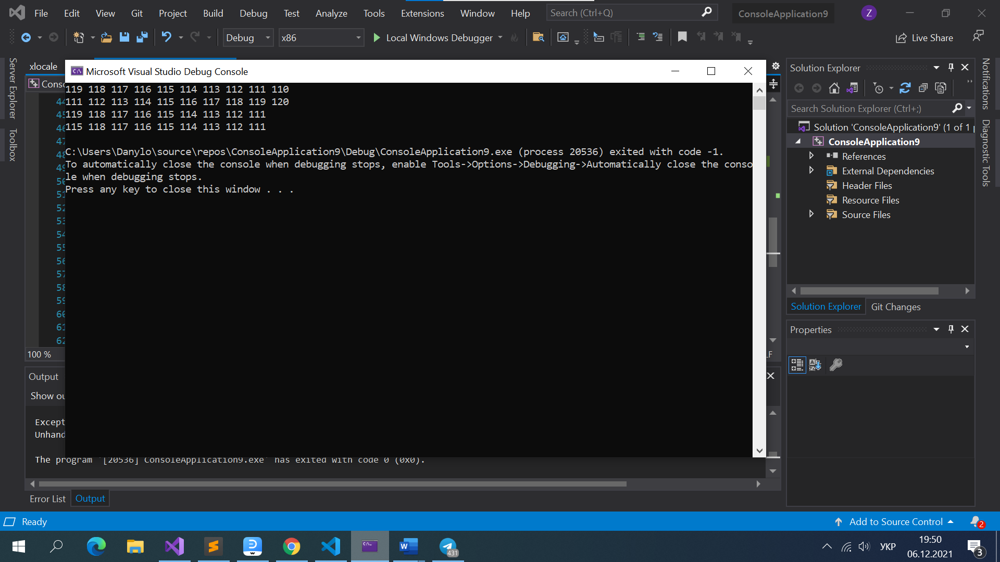 File Edit View Git Project Build Debug Test Analyze Tools Extensions Window Help Search (Ctrl+Q) ConsoleApplication9 Z
Debug x86 Local Windows Debugger Live Share
Server Explorer
Toolbox
xlocale
Conso
Microsoft Visual Studio Debug Console
119 118 117 116 115 114 113 112 111 110
111 112 113 114 115 116 117 118 119 120
119 118 117 116 115 114 113 112 111
115 118 117 116 115 114 113 112 111
C:\Users\Danylo\source\repos\ConsoleApplication9\Debug\ConsoleApplication9.exe (process 20536) exited with code -1.
To automatically close the console when debugging stops, enable Tools->Options->Debugging->Automatically close the conso
le when debugging stops.
Press any key to close this window . . .
44
45
46
47
48
49
50
51
52
53
54
55
56
57
58
59
60
61
62
100 %
LF
Output
Show ou
Except
Unhand
The program '[20536] ConsoleApplication9.exe' has exited with code 0 (0x0).
Error List Output
Solution Explorer
Search Solution Explorer (Ctrl+;)
Solution 'ConsoleApplication9' (1 of 1 p
ConsoleApplication9
References
External Dependencies
Header Files
Resource Files
Source Files
Solution Explorer Git Changes
Properties
Notifications
Diagnostic Tools
Ready Add to Source Control 2
431
УКР
19:50
06.12.2021
3